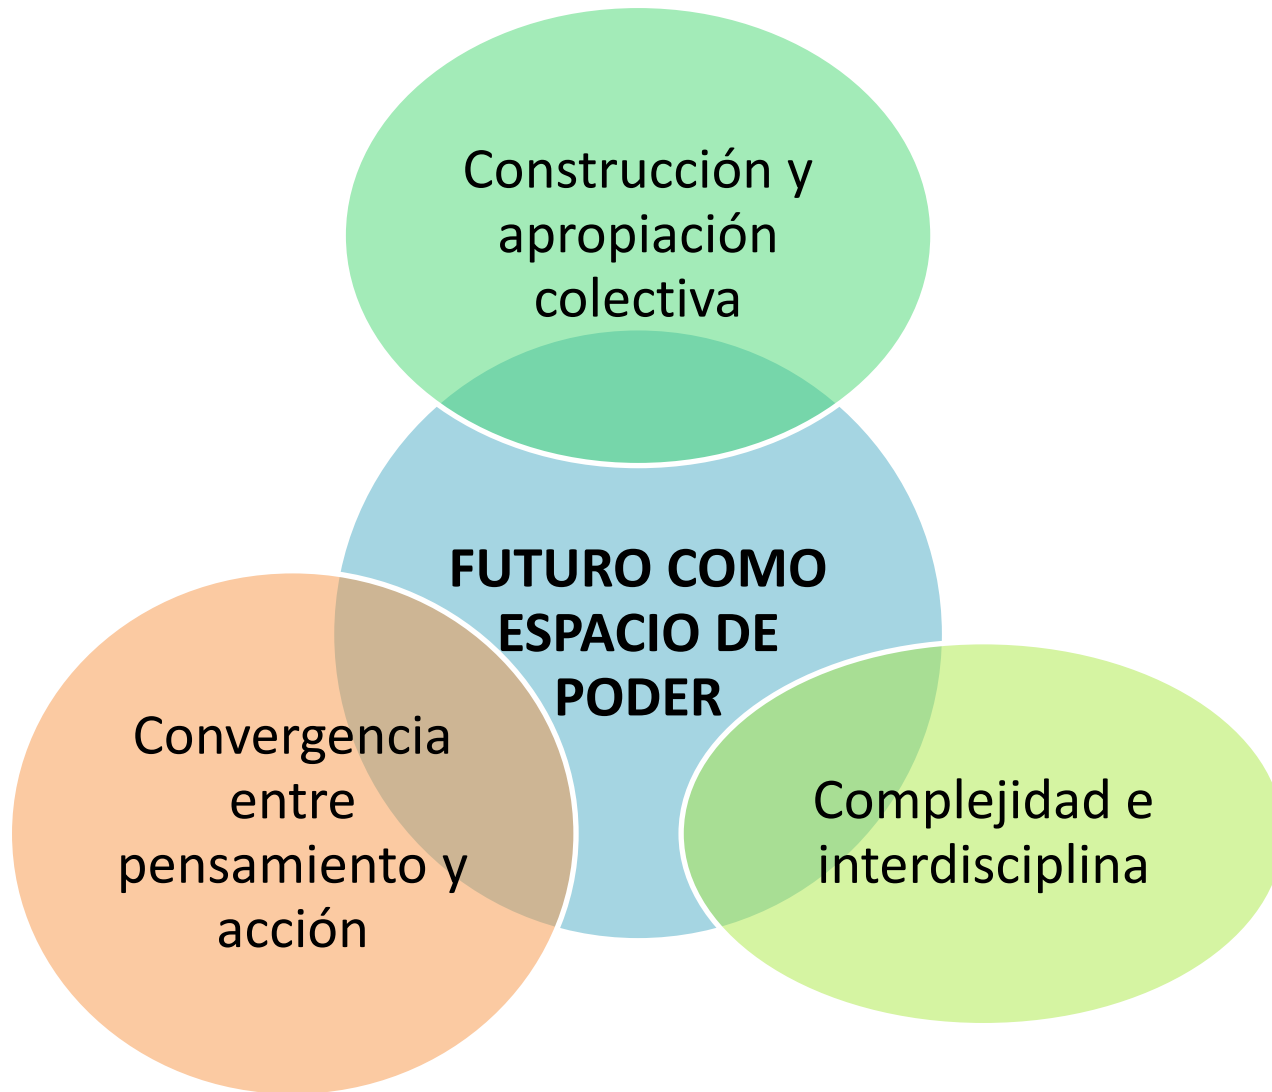 Construcción y
apropiación
colectiva
FUTURO COMO
ESPACIO DE
PODER
Convergencia
entre
pensamiento y
acción
Complejidad e
interdisciplina